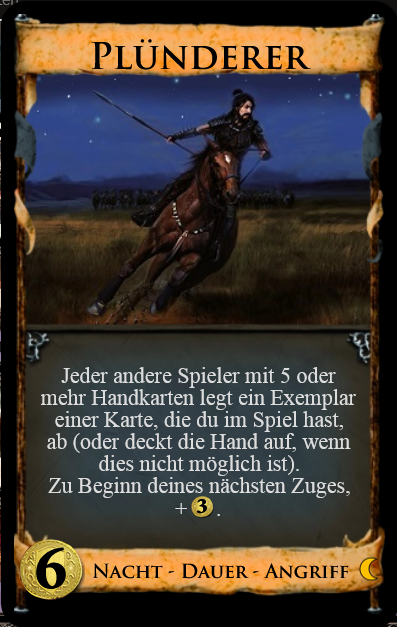 PLÜNDERER
Jeder andere Spieler mit 5 oder
mehr Handkarten legt ein Exemplar
einer Karte, die du im Spiel hast,
ab (oder deckt die Hand auf, wenn
dies nicht möglich ist).
Zu Beginn deines nächsten Zuges,
+ 3 .
6 NACHT - DAUER - ANGRIFF